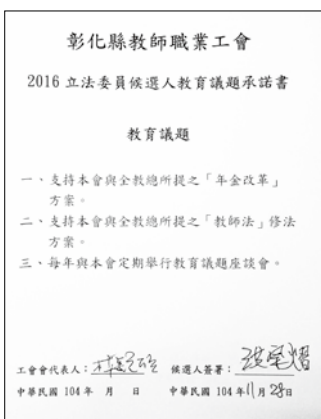 彰化縣教師職業工會
2016 立法委員候選人教育議題承諾書
教育議題
一、支持本會與全教總所提之「年金改革」
方案。
二、支持本會與全教總所提之「教師法」修法
方案。
三、每年與本會定期舉行教育議題座談會。
工會會代表人： 候選人簽署：
中華民國 104 年 月 日 中華民國 104 年 11 月 28 日